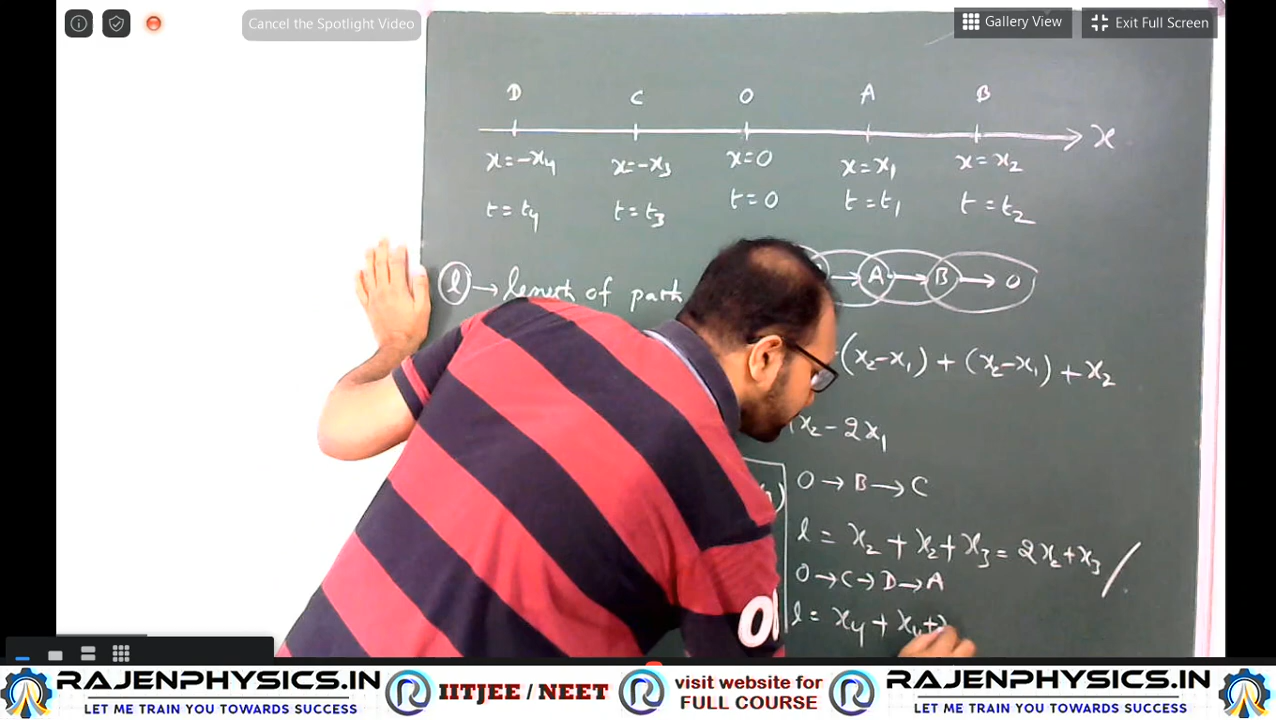 Cancel the Spotlight Video
Gallery View
Exit Full Screen
D C O A B
x
x=-x₄ x=-x₃ x=0 x=x₁ x=x₂
t=t₄ t=t₃ t=0 t=t₁ t=t₂
→ A → B → O
l → length of path
(x₂-x₁) + (x₂-x₁) + x₂
x₂ - 2x₁
O → B → C
l = x₂ + x₂ + x₃ = 2x₂+x₃
O → C → D → A
l = x₄ + x₄ +
RAJENPHYSICS.IN
LET ME TRAIN YOU TOWARDS SUCCESS
IITJEE / NEET
visit website for
FULL COURSE
RAJENPHYSICS.IN
LET ME TRAIN YOU TOWARDS SUCCESS